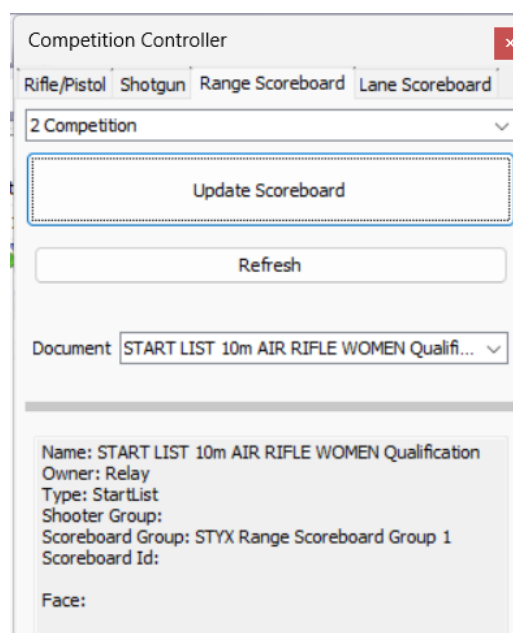 Competition Controller
Rifle/Pistol Shotgun Range Scoreboard Lane Scoreboard
2 Competition
Update Scoreboard
Refresh
Document START LIST 10m AIR RIFLE WOMEN Qualifi...
Name: START LIST 10m AIR RIFLE WOMEN Qualification
Owner: Relay
Type: StartList
Shooter Group:
Scoreboard Group: STYX Range Scoreboard Group 1
Scoreboard Id:
Face: